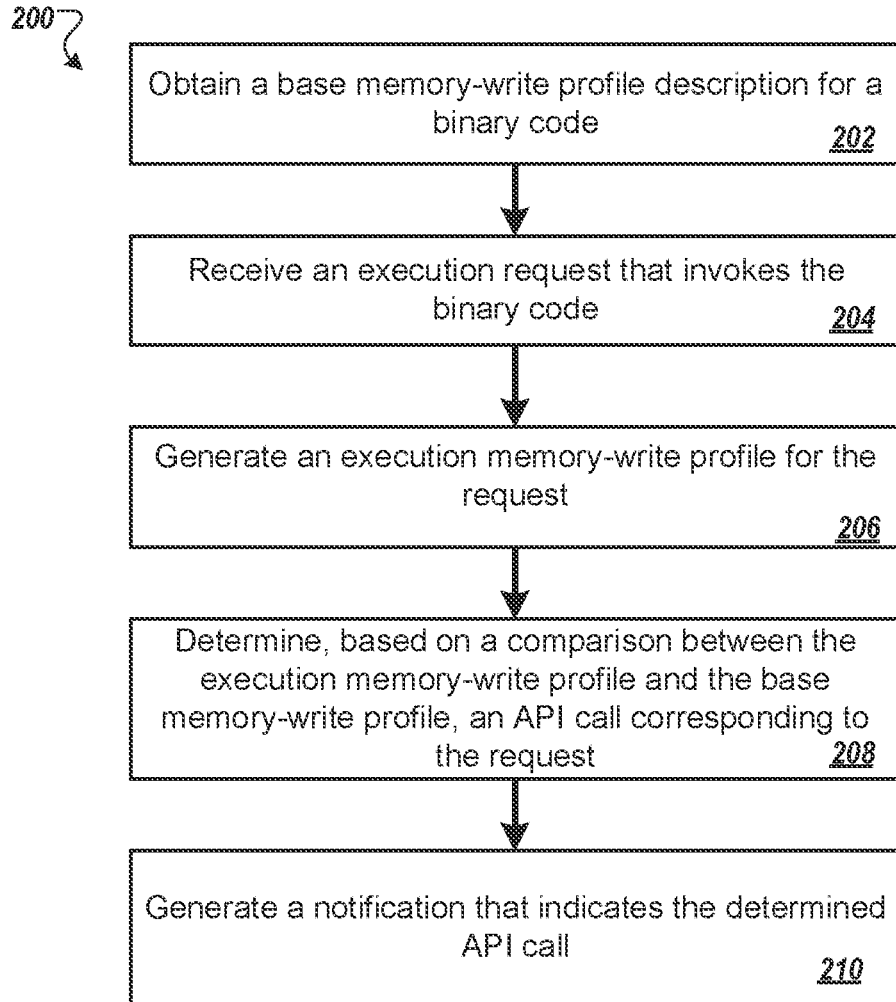 200
Obtain a base memory-write profile description for a
binary code
202
Receive an execution request that invokes the
binary code
204
Generate an execution memory-write profile for the
request
206
Determine, based on a comparison between the
execution memory-write profile and the base
memory-write profile, an API call corresponding to
the request
208
Generate a notification that indicates the determined
API call
210